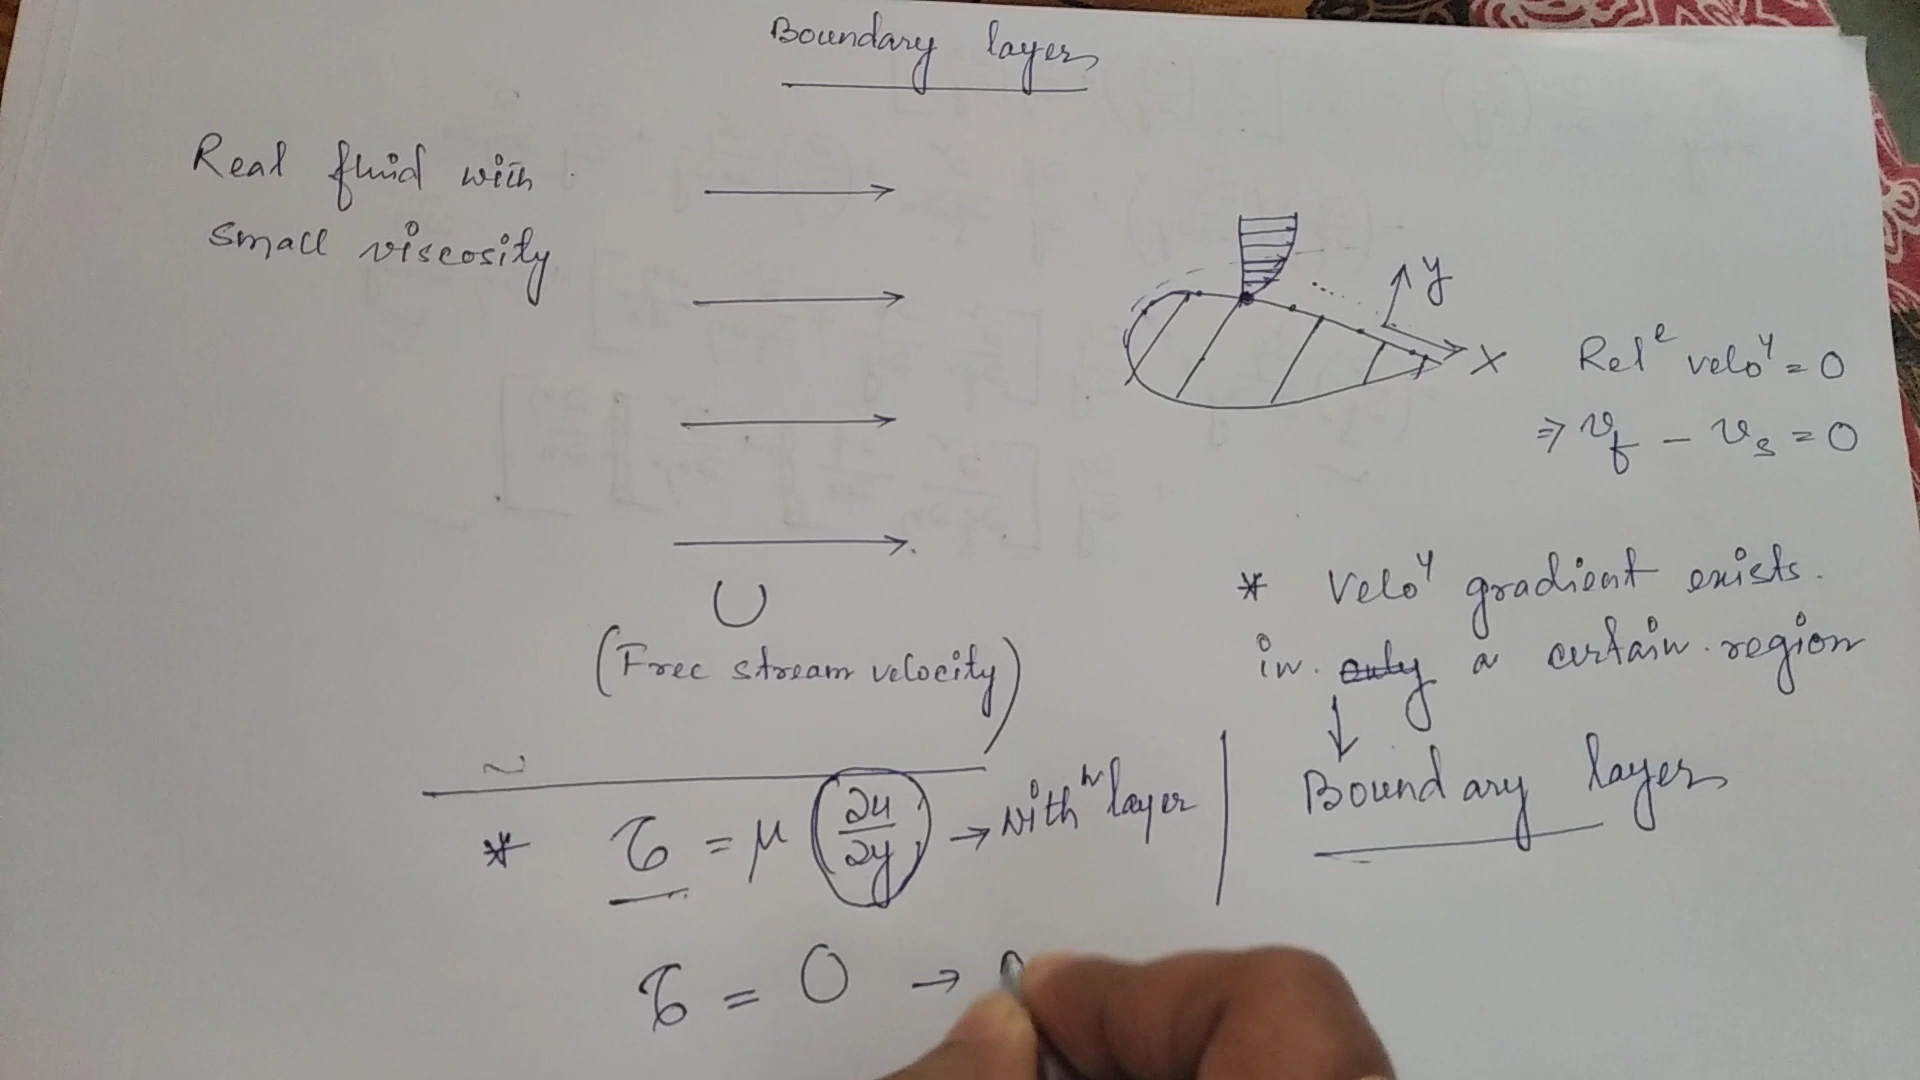 Boundary layer
Real fluid with
small viscosity
y
x
Rel^e velo^y = 0
⇒ v_f - v_s = 0
U
(Free stream velocity)
* Velo^y gradient exists
in only a certain region
↓
Boundary layer
* τ = μ (∂u/∂y) → with^n layer
τ = 0 →